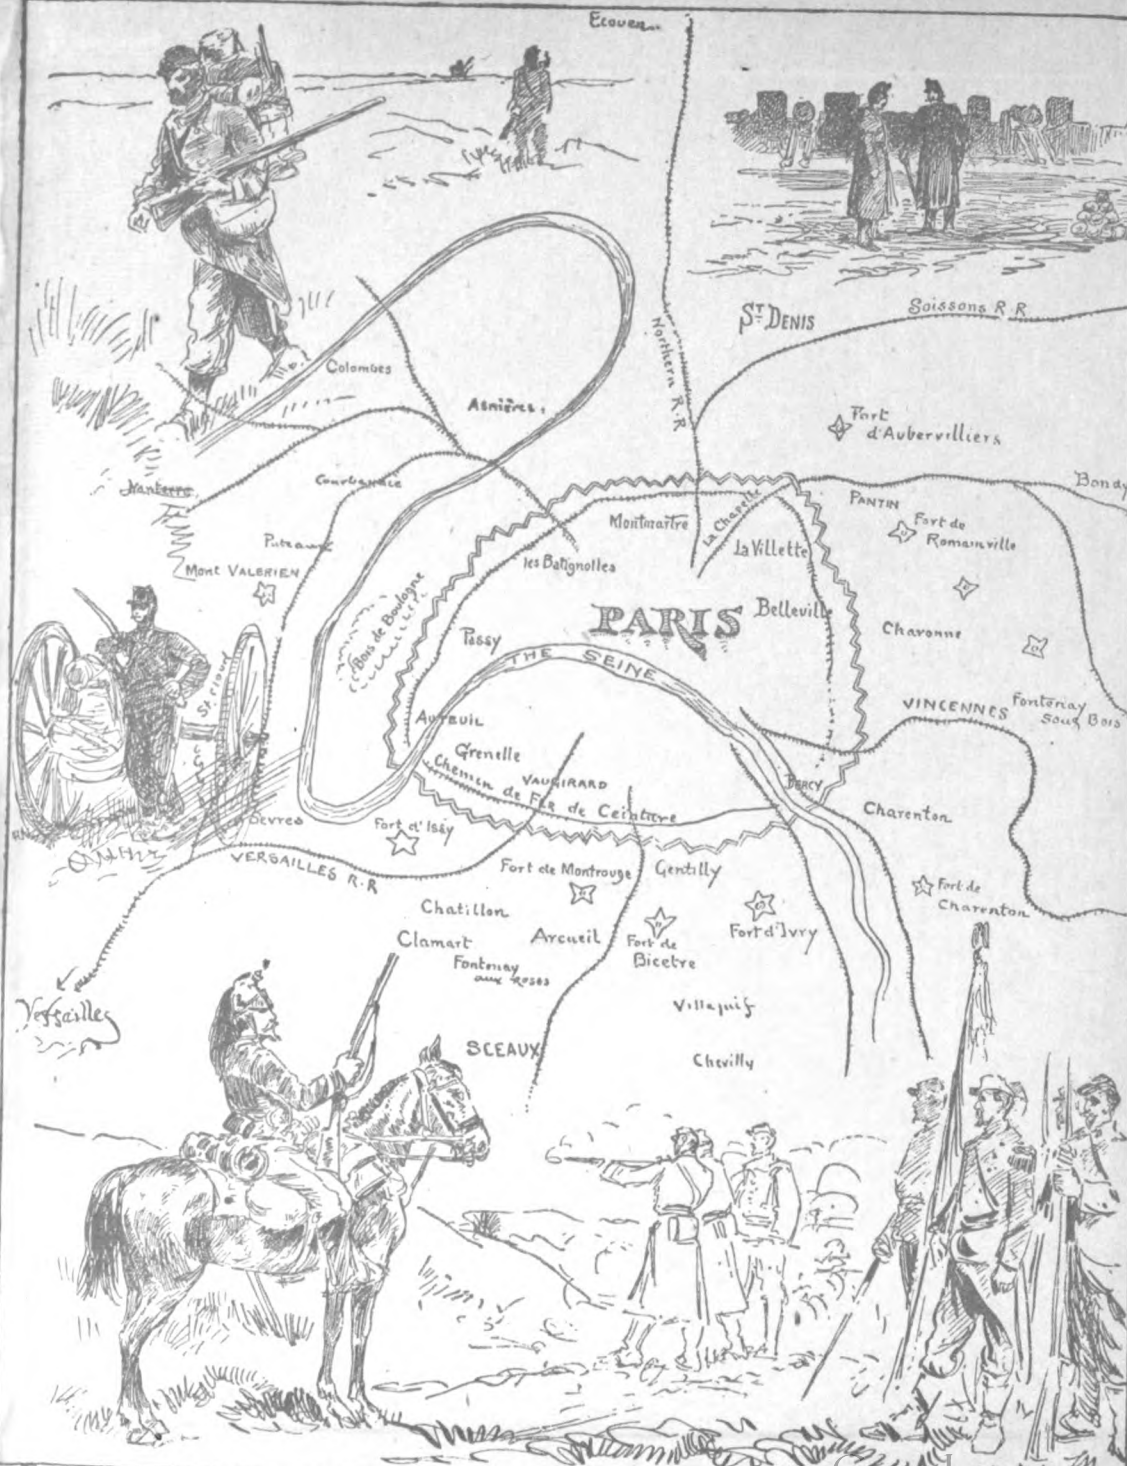 Ecouen
ST DENIS
Soissons R.R
Northern R.R
Colombes
Asnières.
Fort
d'Aubervilliers
Nanterre
Courbevoie
Bondy
PANTIN
Montmartre
La Chapelle
Fort de
Romainville
La Villette
Puteaux
Mont VALERIEN
les Batignolles
Bois de Boulogne
PARIS
Belleville
Passy
Charonne
THE SEINE
St. Cloud
VINCENNES
Fontenay
Sous Bois
AUTEUIL
Grenelle
VAUGIRARD
Chemin de Fer de Ceinture
BERCY
Charenton
Sevres
Fort d'Issy
VERSAILLES R.R
Fort de Montrouge
Gentilly
Fort de
Charenton
Chatillon
Clamart
Arcueil
Fort de
Bicetre
Fort d'Ivry
Fontenay
aux Roses
Versailles
Villejuif
SCEAUX
Chevilly